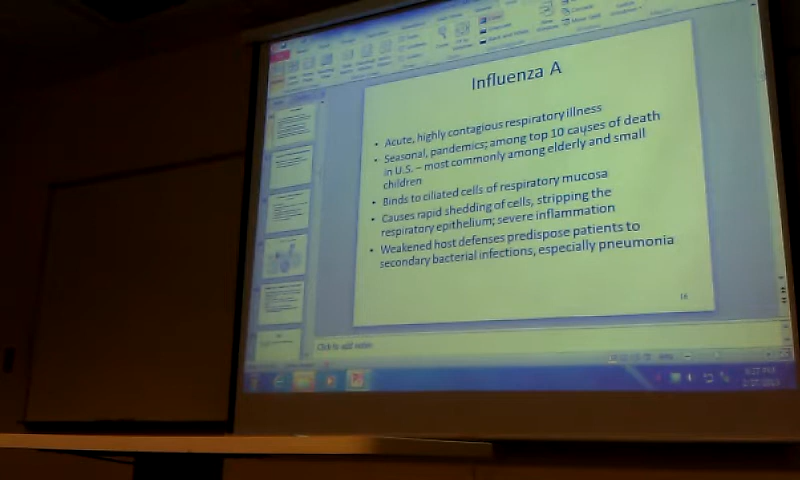 Influenza A
• Acute, highly contagious respiratory illness
• Seasonal, pandemics; among top 10 causes of death
in U.S. – most commonly among elderly and small
children
• Binds to ciliated cells of respiratory mucosa
• Causes rapid shedding of cells, stripping the
respiratory epithelium; severe inflammation
• Weakened host defenses predispose patients to
secondary bacterial infections, especially pneumonia
16
Click to add notes